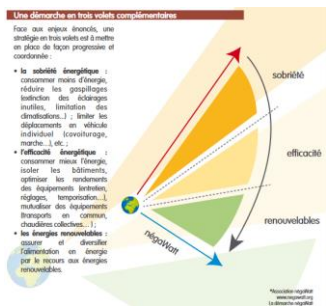 Une démarche en trois volets complémentaires
Face aux enjeux énoncés, une
stratégie en trois volets est à mettre
en place de façon progressive et
coordonnée :
• la sobriété énergétique :
consommer moins d'énergie,
réduire les gaspillages
(extinction des éclairages
inutiles, limitation des
climatisations...) ; limiter les
déplacements en véhicule
individuel (covoiturage,
marche...), etc. ;
• l'efficacité énergétique :
consommer mieux l'énergie,
isoler les bâtiments,
optimiser les rendements
des équipements (entretien,
réglages, temporisation...),
mutualiser des équipements
(transports en commun,
chaudières collectives... ) ;
• les énergies renouvelables :
assurer et diversifier
l'alimentation en énergie
par le recours aux énergies
renouvelables.
sobriété
efficacité
renouvelables
négaWatt
*Association négaWatt
www.negawatt.org
La démarche négaWatt